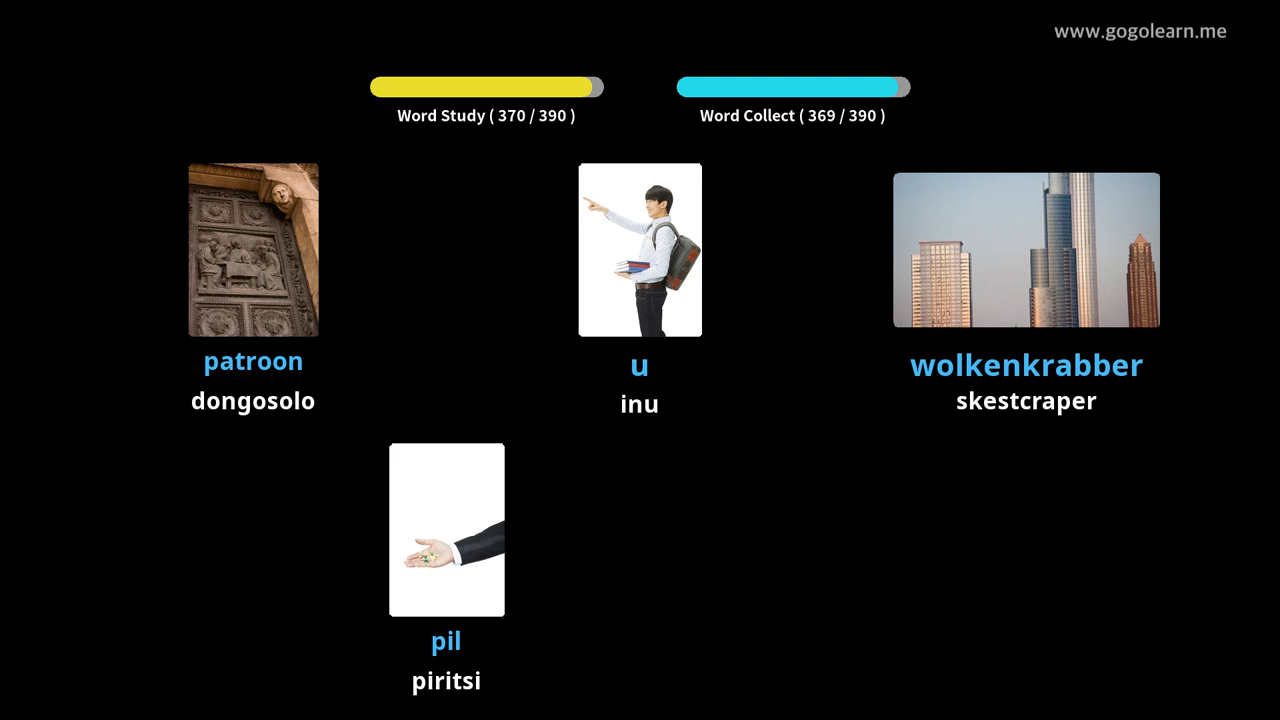 www.gogolearn.me
Word Study ( 370 / 390 )
Word Collect ( 369 / 390 )
patroon
dongosolo
u
inu
wolkenkrabber
skestcraper
pil
piritsi